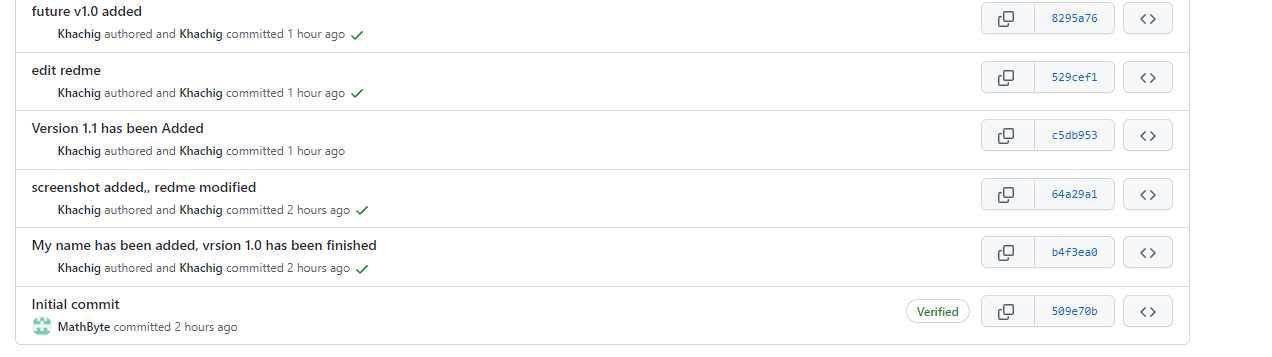 future v1.0 added
8295a76
Khachig authored and Khachig committed 1 hour ago
edit redme
529cef1
Khachig authored and Khachig committed 1 hour ago
Version 1.1 has been Added
c5db953
Khachig authored and Khachig committed 1 hour ago
screenshot added,, redme modified
64a29a1
Khachig authored and Khachig committed 2 hours ago
My name has been added, vrsion 1.0 has been finished
b4f3ea0
Khachig authored and Khachig committed 2 hours ago
Initial commit
Verified 509e70b
MathByte committed 2 hours ago